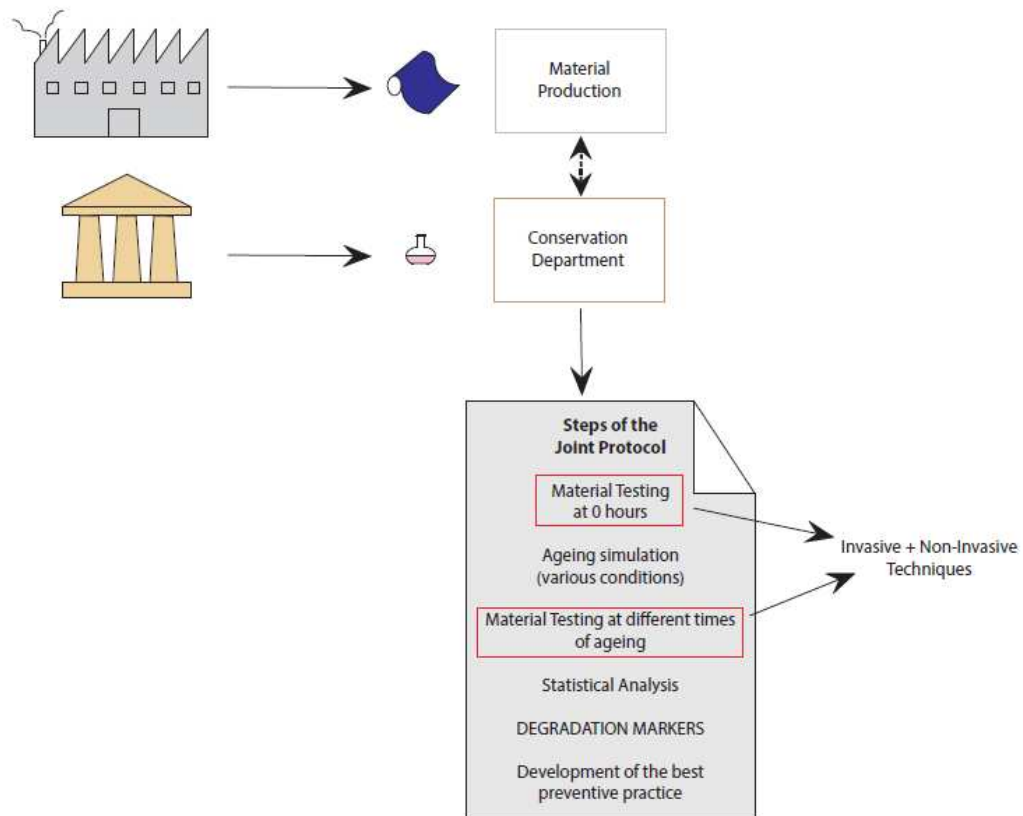 Material
Production
Conservation
Department
Steps of the
Joint Protocol
Material Testing
at 0 hours
Invasive + Non-Invasive
Techniques
Ageing simulation
(various conditions)
Material Testing at different times
of ageing
Statistical Analysis
DEGRADATION MARKERS
Development of the best
preventive practice